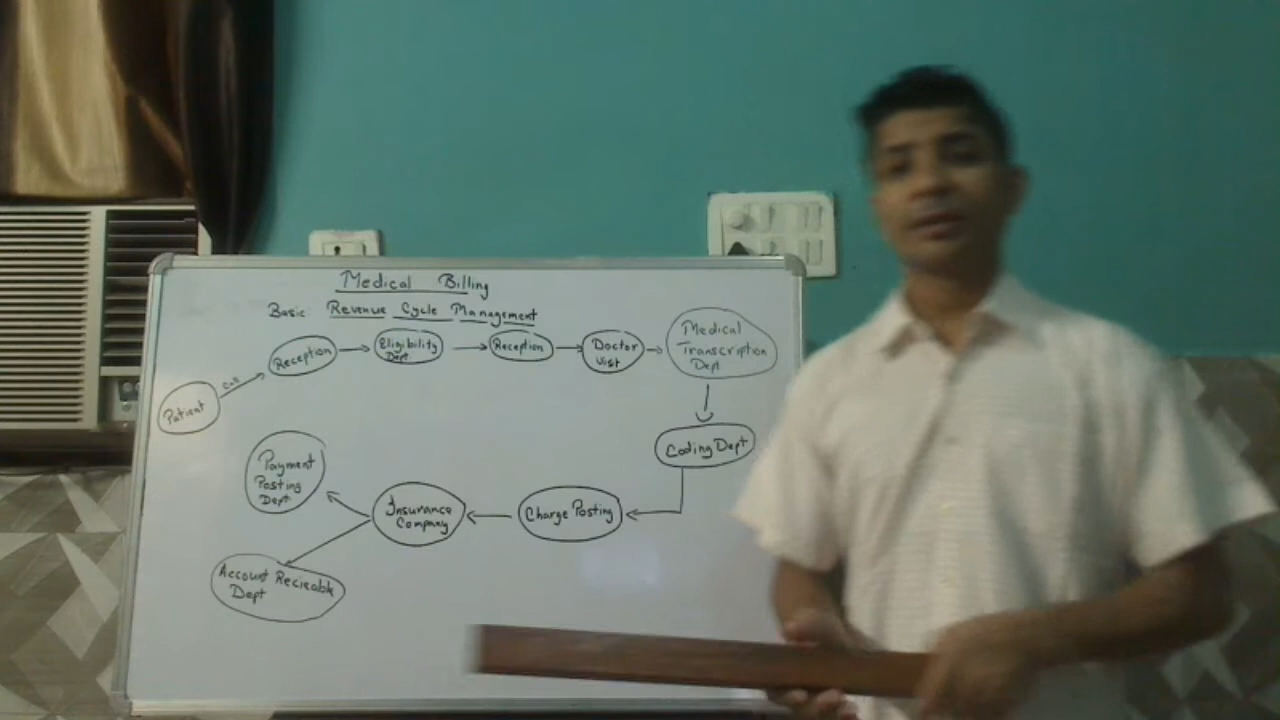 Medical Billing
Basic Revenue Cycle Management
Patient
Call
Reception
Eligibility
Dept.
Reception
Doctor
Visit
Medical
Transcription
Dept
Coding Dept
Charge Posting
Insurance
Company
Payment
Posting
Dept
Account Recievable
Dept